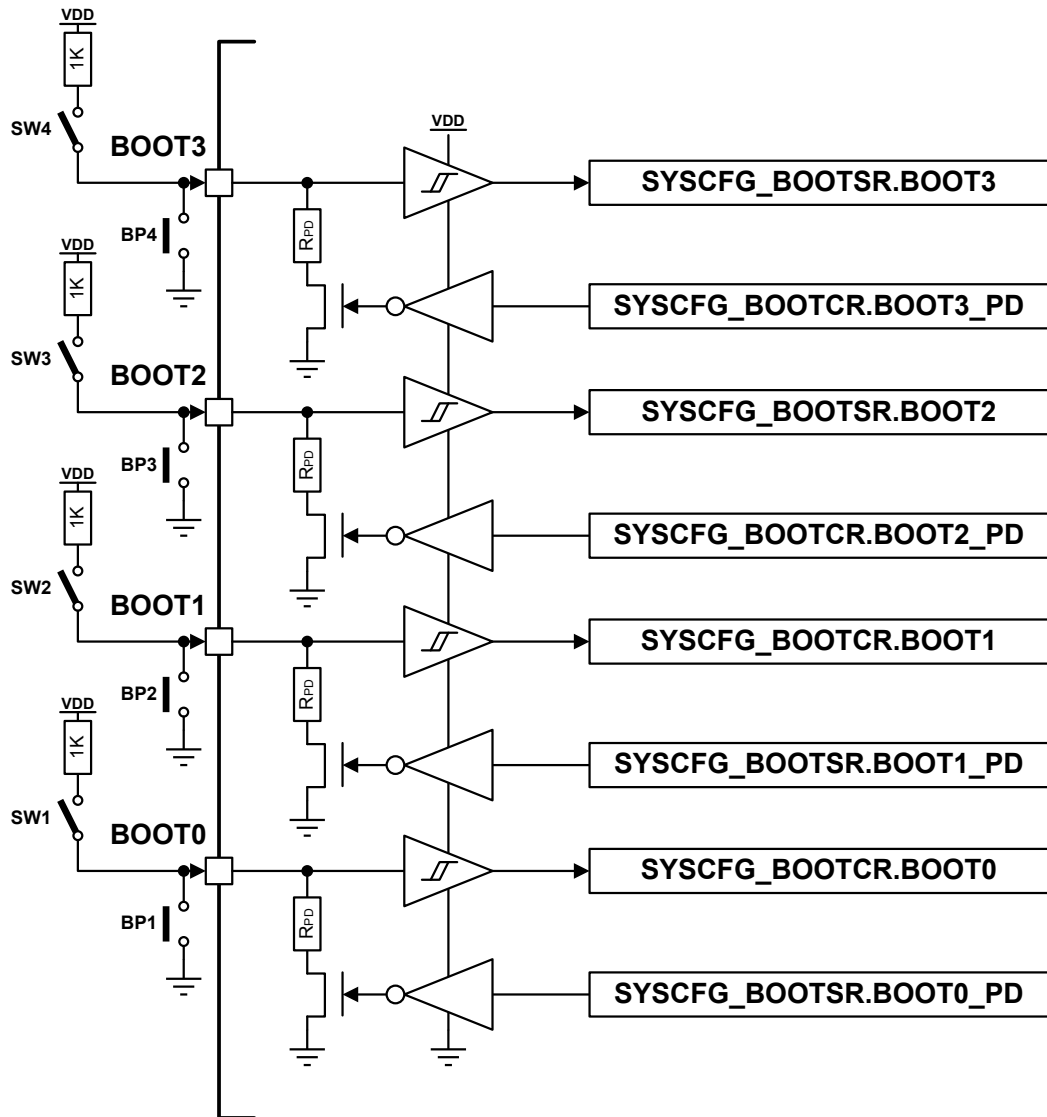 VDD
1K
SW4
BOOT3
VDD
SYSCFG_BOOTSR.BOOT3
BP4
RPD
VDD
1K
SYSCFG_BOOTCR.BOOT3_PD
SW3
BOOT2
SYSCFG_BOOTSR.BOOT2
BP3
RPD
VDD
1K
SYSCFG_BOOTCR.BOOT2_PD
SW2
BOOT1
SYSCFG_BOOTCR.BOOT1
BP2
RPD
VDD
1K
SYSCFG_BOOTSR.BOOT1_PD
SW1
BOOT0
SYSCFG_BOOTCR.BOOT0
BP1
RPD
SYSCFG_BOOTSR.BOOT0_PD